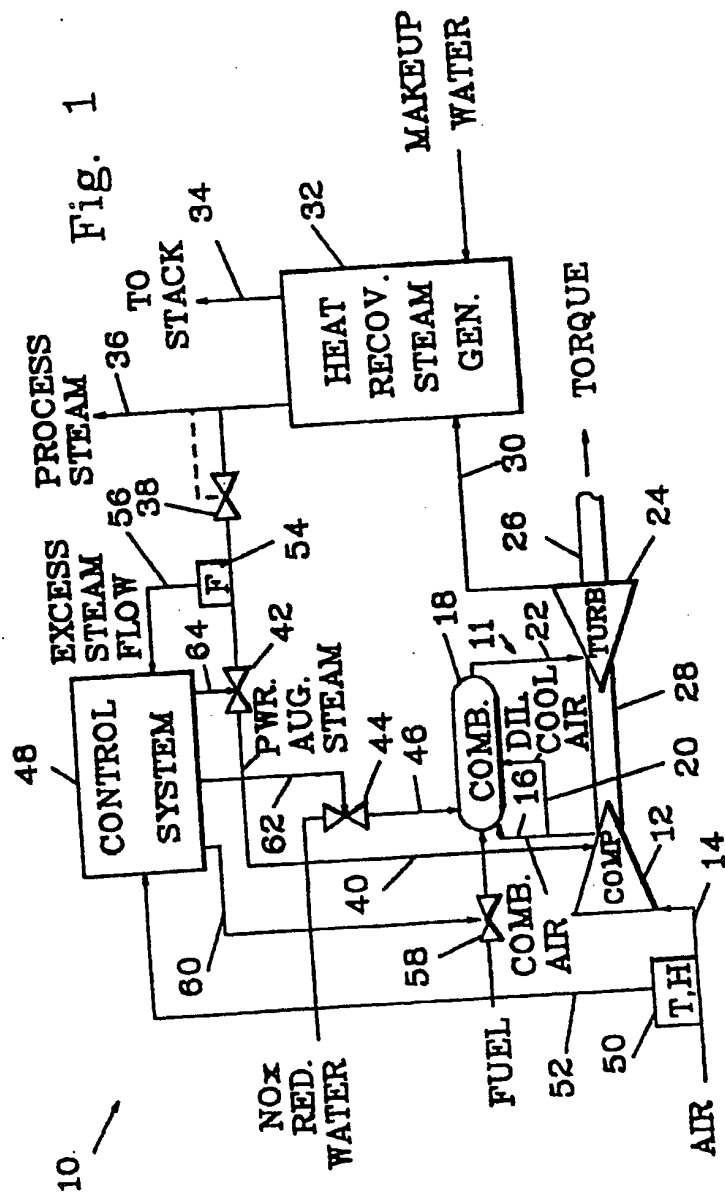 Fig. 1
10
48
CONTROL
SYSTEM
EXCESS
STEAM
FLOW
56
38
PROCESS
STEAM
36
TO
STACK
34
32
HEAT
RECOV.
STEAM
GEN.
MAKEUP
WATER
60
62
64
42
F
54
PWR.
AUG.
STEAM
30
NOx
RED.
WATER
44
46
40
18
11
COMB.
22
FUEL
58
COMB.
AIR
16
DIL.
COOL
AIR
20
28
TURB
26
24
TORQUE
52
50
T,H
AIR
14
12
COMP